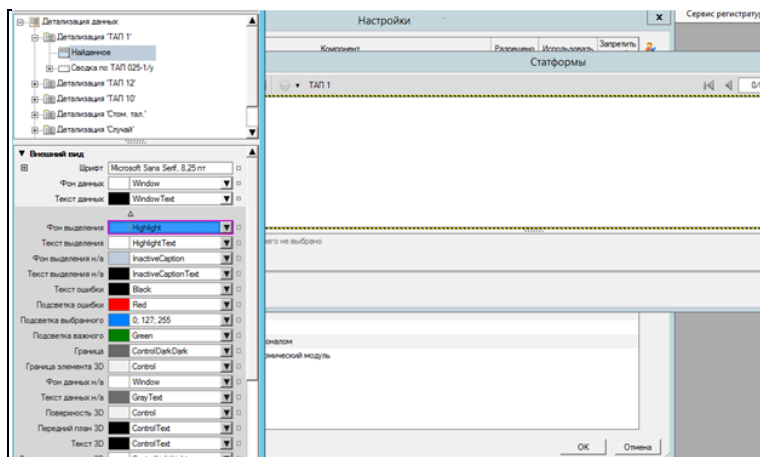 Детализация данных
Детализация 'ТАП 1'
Найденное
Сводка по ТАП 025-1/у
Детализация 'ТАП 12'
Детализация 'ТАП 10'
Детализация 'Стом. тал.'
Детализация 'Случай'
Внешний вид
Шрифт Microsoft Sans Serif, 8,25 пт
Фон данных Window
Текст данных WindowText
Фон выделения Highlight
Текст выделения HighlightText
Фон выделения н/а InactiveCaption
Текст выделения н/а InactiveCaptionText
Текст ошибки Black
Подсветка ошибки Red
Подсветка выбранного 0; 127; 255
Подсветка важного Green
Граница ControlDarkDark
Граница элемента 3D Control
Фон данных н/а Window
Текст данных н/а GrayText
Поверхность 3D Control
Передний план 3D ControlText
Текст 3D ControlText
Настройки x
Сервис регистрату
Компонент Разрешено Использовать Запретить
Статформы
ТАП 1 0/
его не выбрано
оналом
омический модуль
OK Отмена